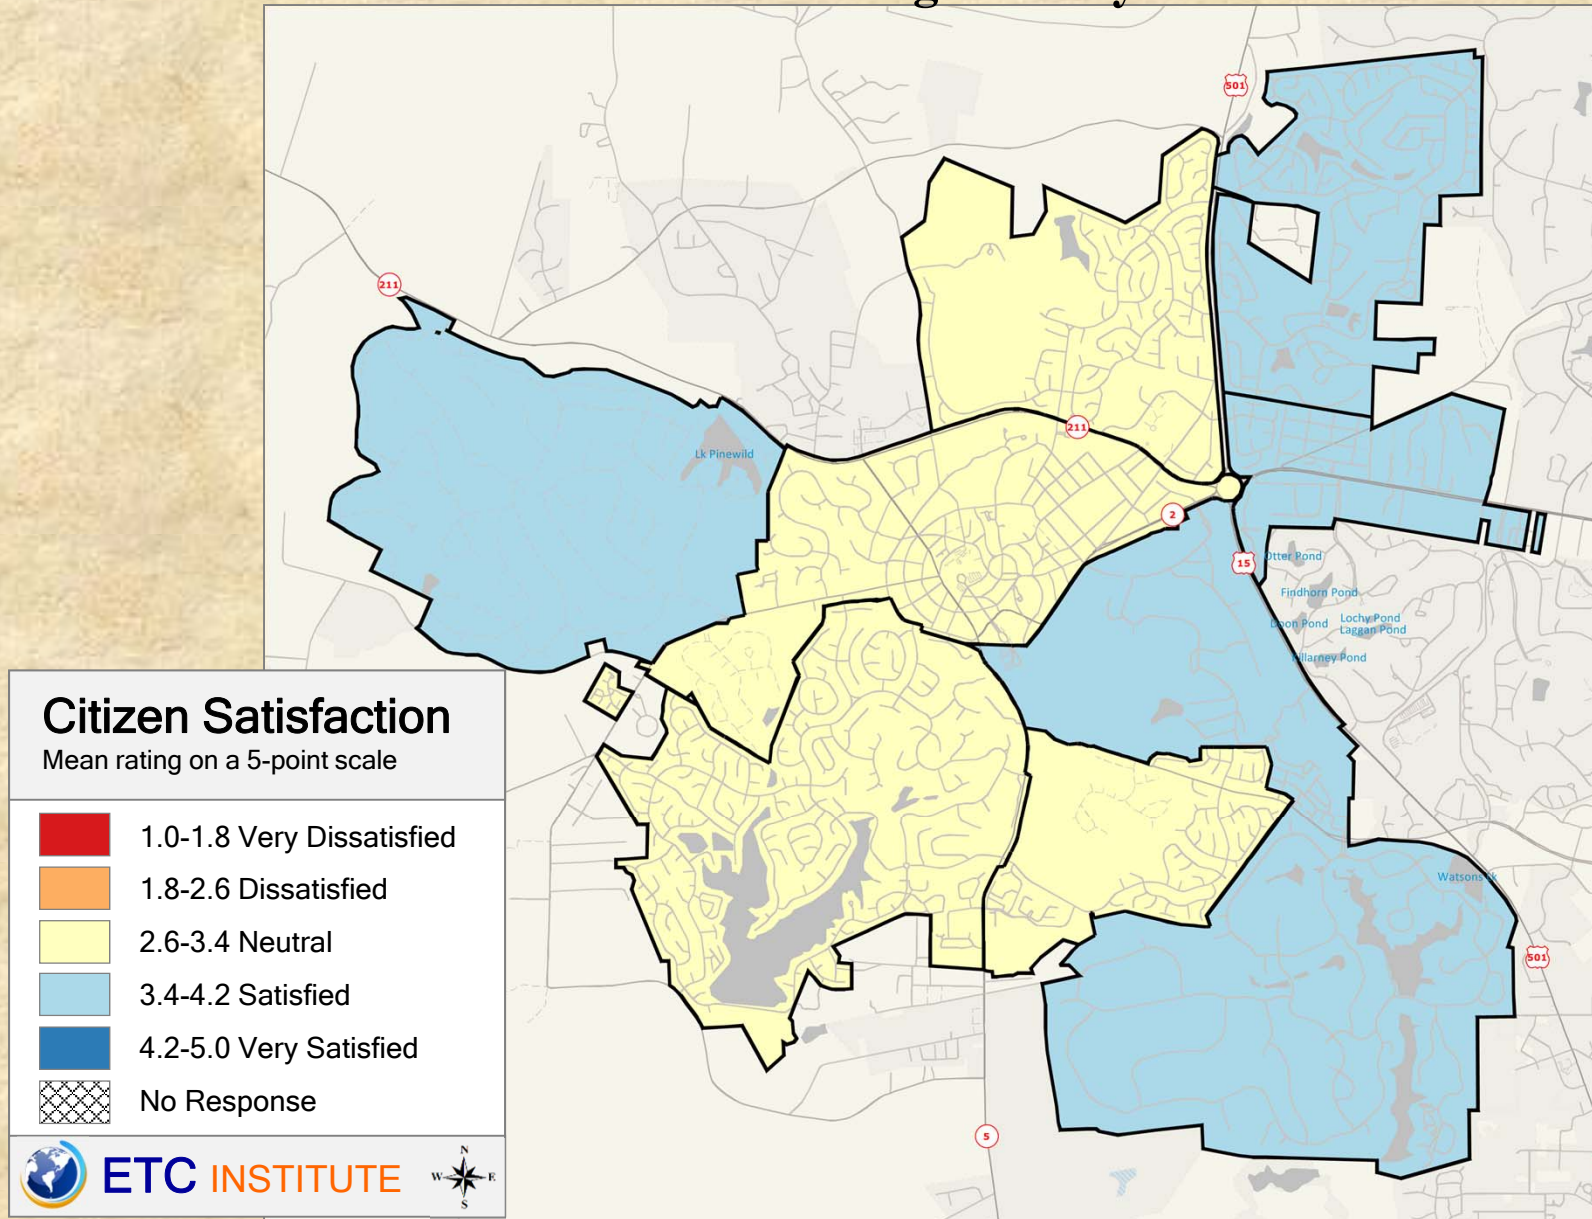 501
211
Lk Pinewild
211
2
15
Otter Pond
Findhorn Pond
Doon Pond
Lochy Pond
Laggan Pond
Killarney Pond
Watsons Lk
501
5
Citizen Satisfaction
Mean rating on a 5-point scale
1.0-1.8 Very Dissatisfied
1.8-2.6 Dissatisfied
2.6-3.4 Neutral
3.4-4.2 Satisfied
4.2-5.0 Very Satisfied
No Response
ETC INSTITUTE
N
W E
S